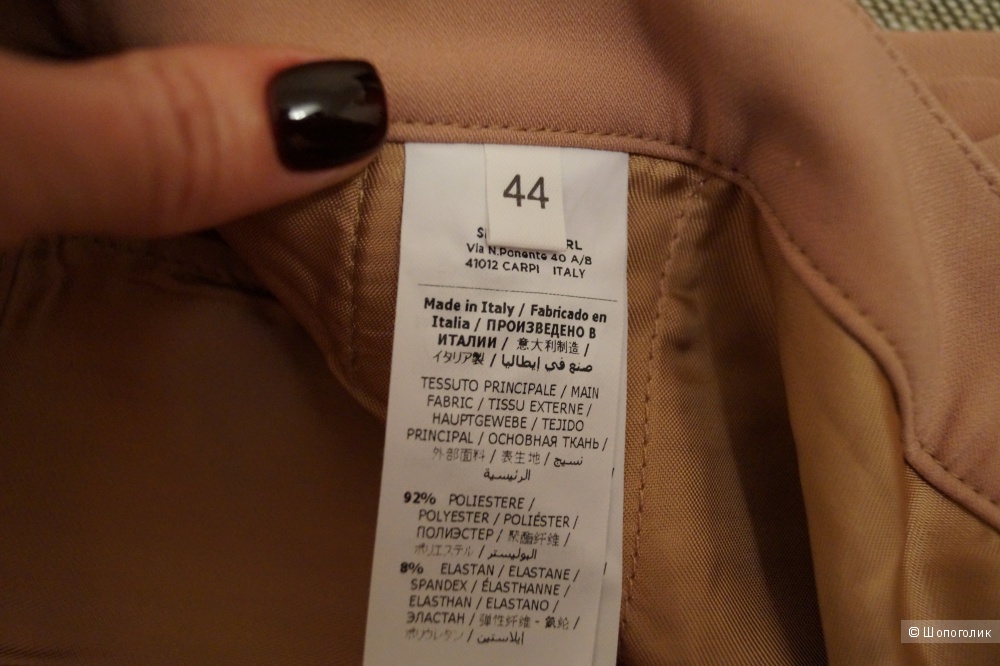 44
RL
Via N.Ponente 40 A/B
41012 CARPI ITALY
Made in Italy / Fabricado en
Italia / ПРОИЗВЕДЕНО В
ИТАЛИИ / 意大利制造 /
イタリア製 / صنع في إيطاليا
TESSUTO PRINCIPALE / MAIN
FABRIC / TISSU EXTERNE /
HAUPTGEWEBE / TEJIDO
PRINCIPAL / ОСНОВНАЯ ТКАНЬ /
外部面料 / 表生地 / نسيج
الرئيسية
92% POLIESTERE /
POLYESTER / POLIÉSTER /
ПОЛИЭСТЕР / 聚酯纤维 /
ポリエステル / البوليستر
8% ELASTAN / ELASTANE /
SPANDEX / ÉLASTHANNE /
ELASTHAN / ELASTANO /
ЭЛАСТАН / 弹性纤维 - 氨纶 /
ポリウレタン / إيلاستين
© Шопоголик